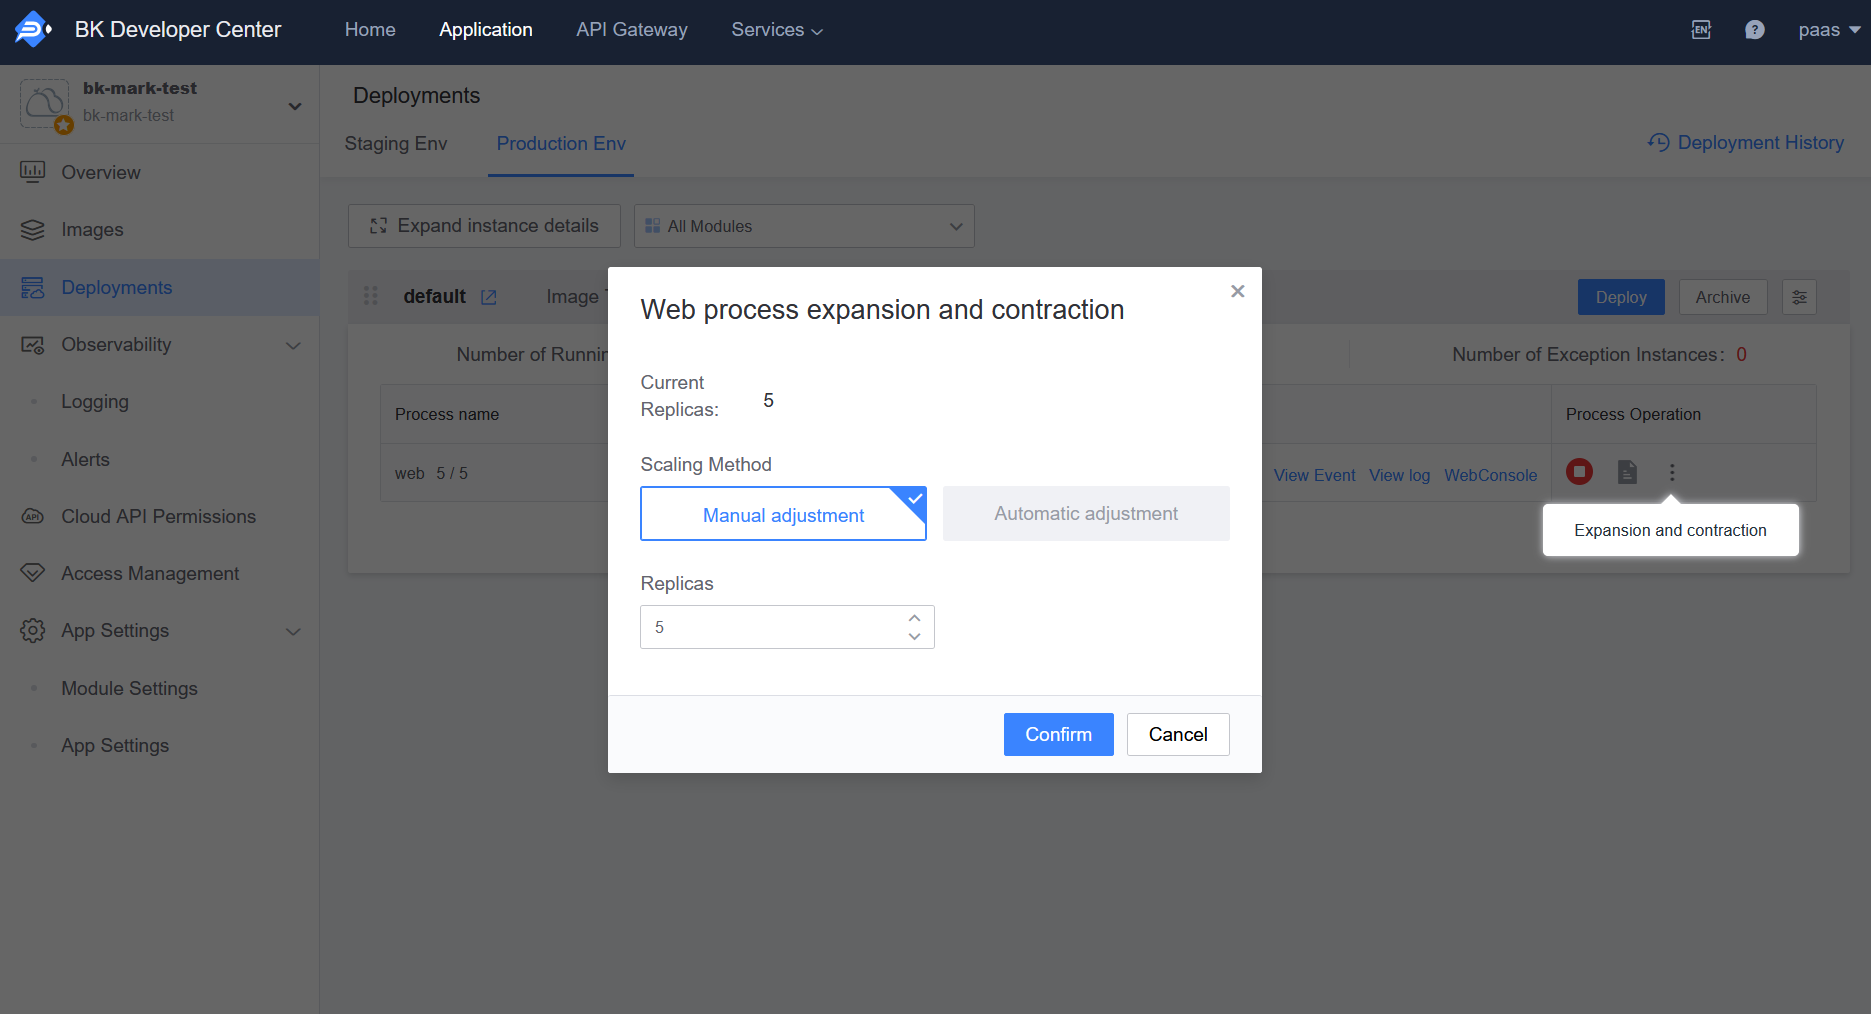 BK Developer Center
Home
Application
API Gateway
Services
EN
?
paas
bk-mark-test
bk-mark-test
Overview
Images
Deployments
Observability
Logging
Alerts
API
Cloud API Permissions
Access Management
App Settings
Module Settings
App Settings
Deployments
Staging Env
Production Env
Deployment History
Expand instance details
All Modules
default
Image
Deploy
Archive
Number of Runnin
Number of Exception Instances: 0
Process name
Process Operation
web 5 / 5
View Event
View log
WebConsole
Expansion and contraction
Web process expansion and contraction
Current
Replicas:
5
Scaling Method
Manual adjustment
Automatic adjustment
Replicas
5
Confirm
Cancel